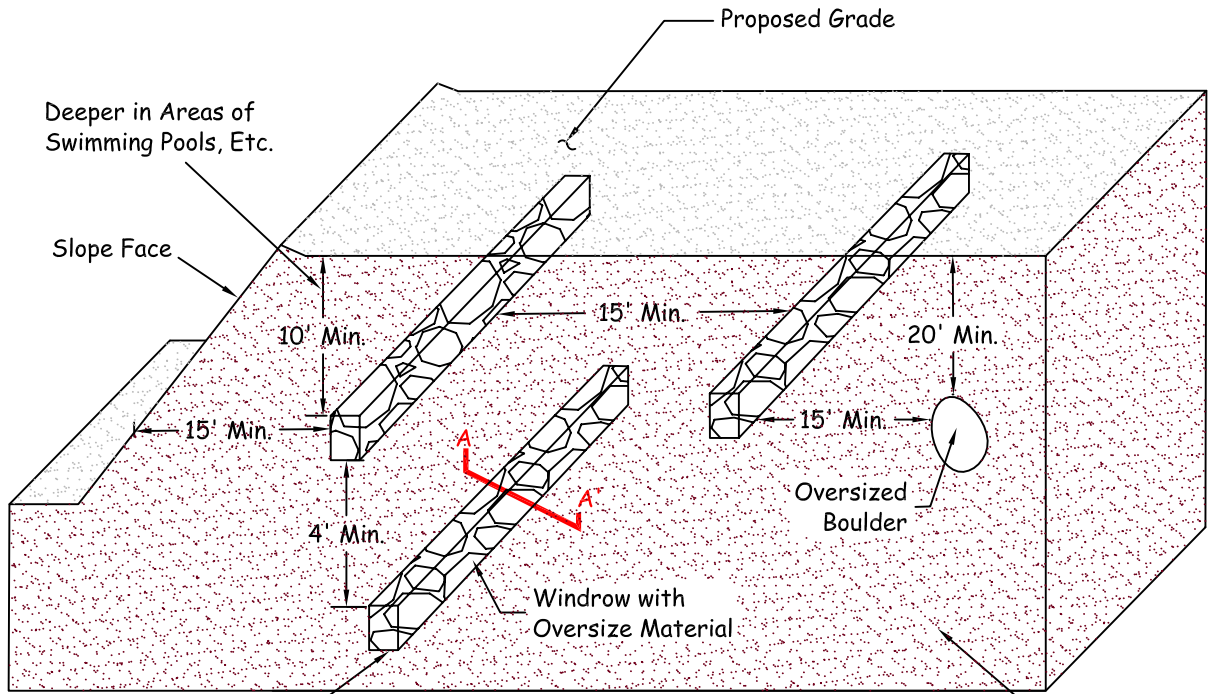 Proposed Grade
Deeper in Areas of
Swimming Pools, Etc.
Slope Face
10' Min.
15' Min.
20' Min.
15' Min.
15' Min.
A
A'
Oversized
Boulder
4' Min.
Windrow with
Oversize Material